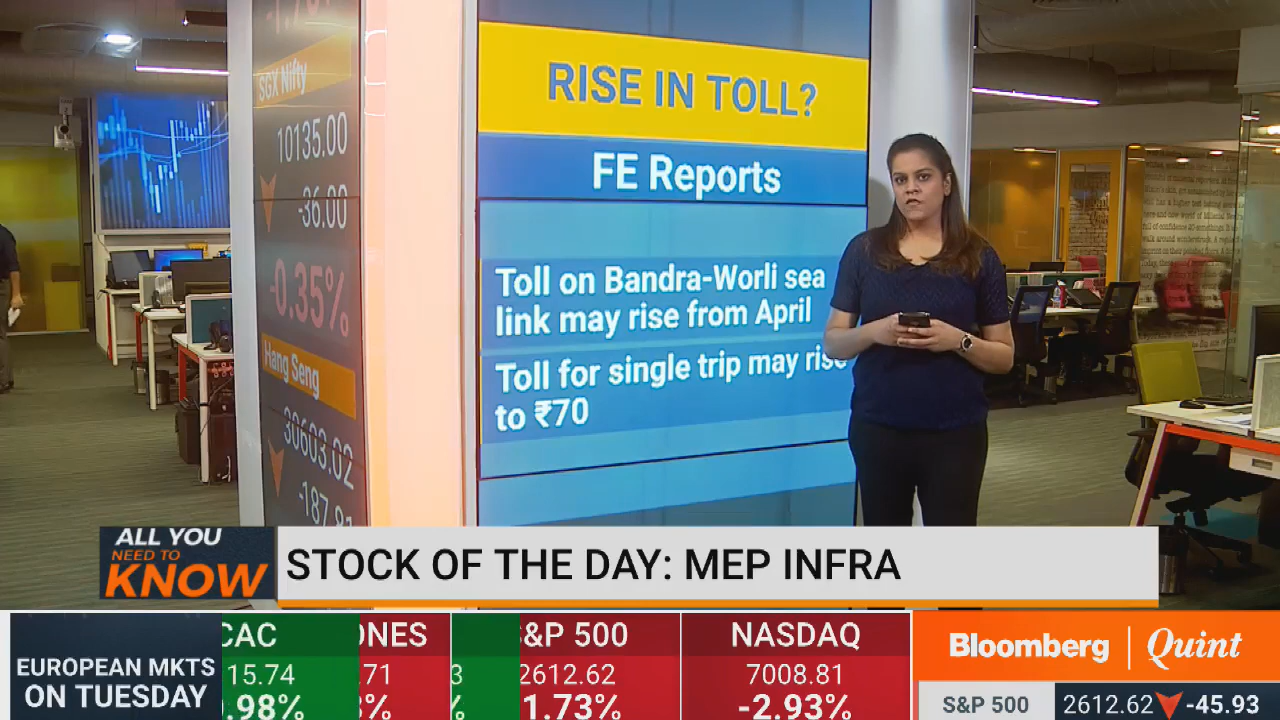 SGX Nifty
10135.00
-36.00
-0.35%
Hang Seng
30603.02
RISE IN TOLL?
FE Reports
Toll on Bandra-Worli sea
link may rise from April
Toll for single trip may rise
to ₹70
ALL YOU
NEED TO
KNOW
STOCK OF THE DAY: MEP INFRA
EUROPEAN MKTS
ON TUESDAY
CAC
15.74
.98%
ONES
.71
%
3
%
S&P 500
2612.62
1.73%
NASDAQ
7008.81
-2.93%
Bloomberg | Quint
S&P 500
2612.62
-45.93